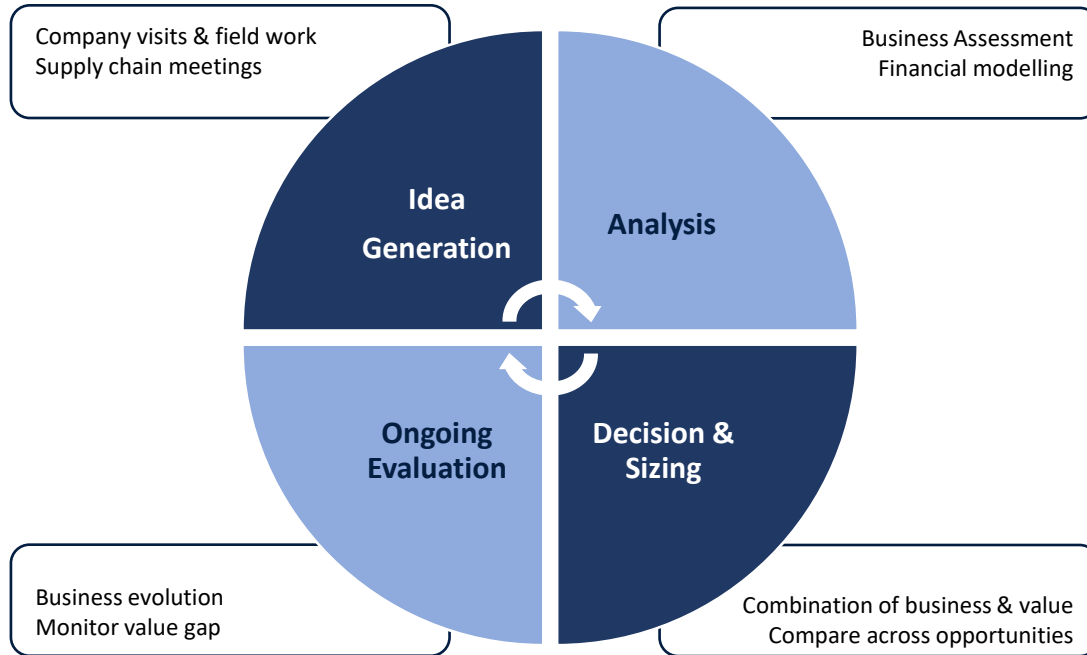 Company visits & field work
Supply chain meetings
Business Assessment
Financial modelling
Idea
Generation
Analysis
Ongoing
Evaluation
Decision &
Sizing
Business evolution
Monitor value gap
Combination of business & value
Compare across opportunities